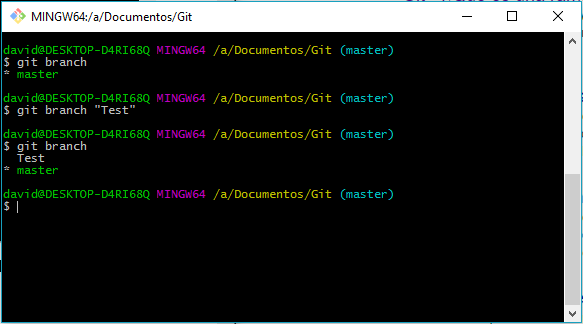 MINGW64:/a/Documentos/Git
david@DESKTOP-D4RI68Q MINGW64 /a/Documentos/Git (master)
$ git branch
* master
david@DESKTOP-D4RI68Q MINGW64 /a/Documentos/Git (master)
$ git branch "Test"
david@DESKTOP-D4RI68Q MINGW64 /a/Documentos/Git (master)
$ git branch
  Test
* master
david@DESKTOP-D4RI68Q MINGW64 /a/Documentos/Git (master)
$